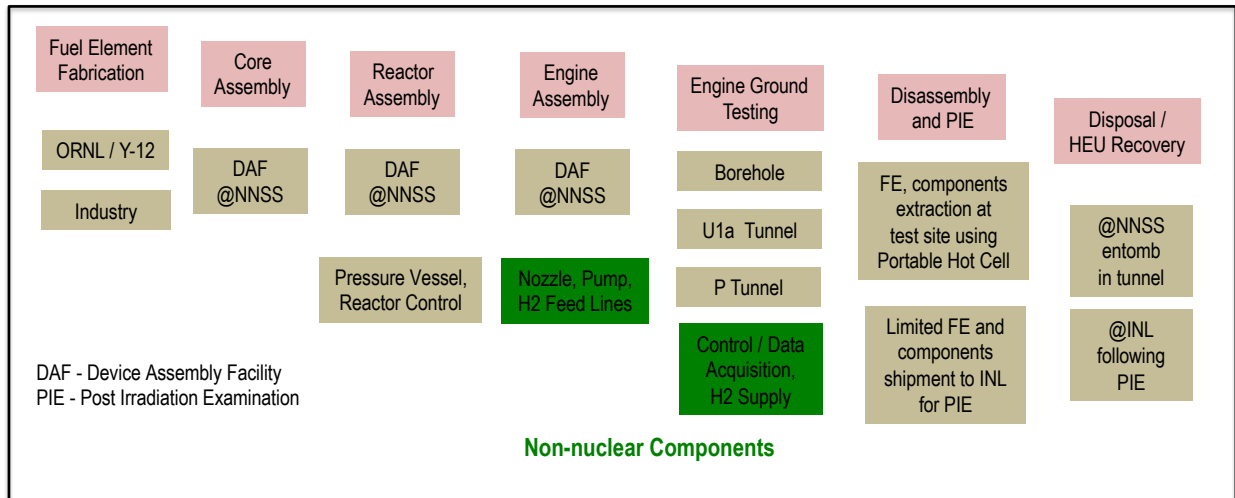 Fuel Element
Fabrication
Core
Assembly
Reactor
Assembly
Engine
Assembly
Engine Ground
Testing
Disassembly
and PIE
Disposal /
HEU Recovery
ORNL / Y-12
Industry
DAF
@NNSS
DAF
@NNSS
Pressure Vessel,
Reactor Control
DAF
@NNSS
Nozzle, Pump,
H2 Feed Lines
Borehole
U1a Tunnel
P Tunnel
Control / Data
Acquisition,
H2 Supply
FE, components
extraction at
test site using
Portable Hot Cell
Limited FE and
components
shipment to INL
for PIE
@NNSS
entomb
in tunnel
@INL
following
PIE
DAF - Device Assembly Facility
PIE - Post Irradiation Examination
Non-nuclear Components